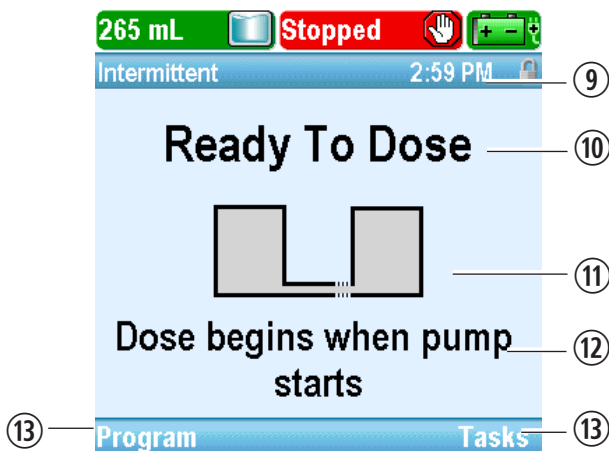 265 mL Stopped + - +
Intermittent 2:59 PM ⑨
Ready To Dose ⑩
⑪
Dose begins when pump ⑫
starts
⑬ Program Tasks ⑬